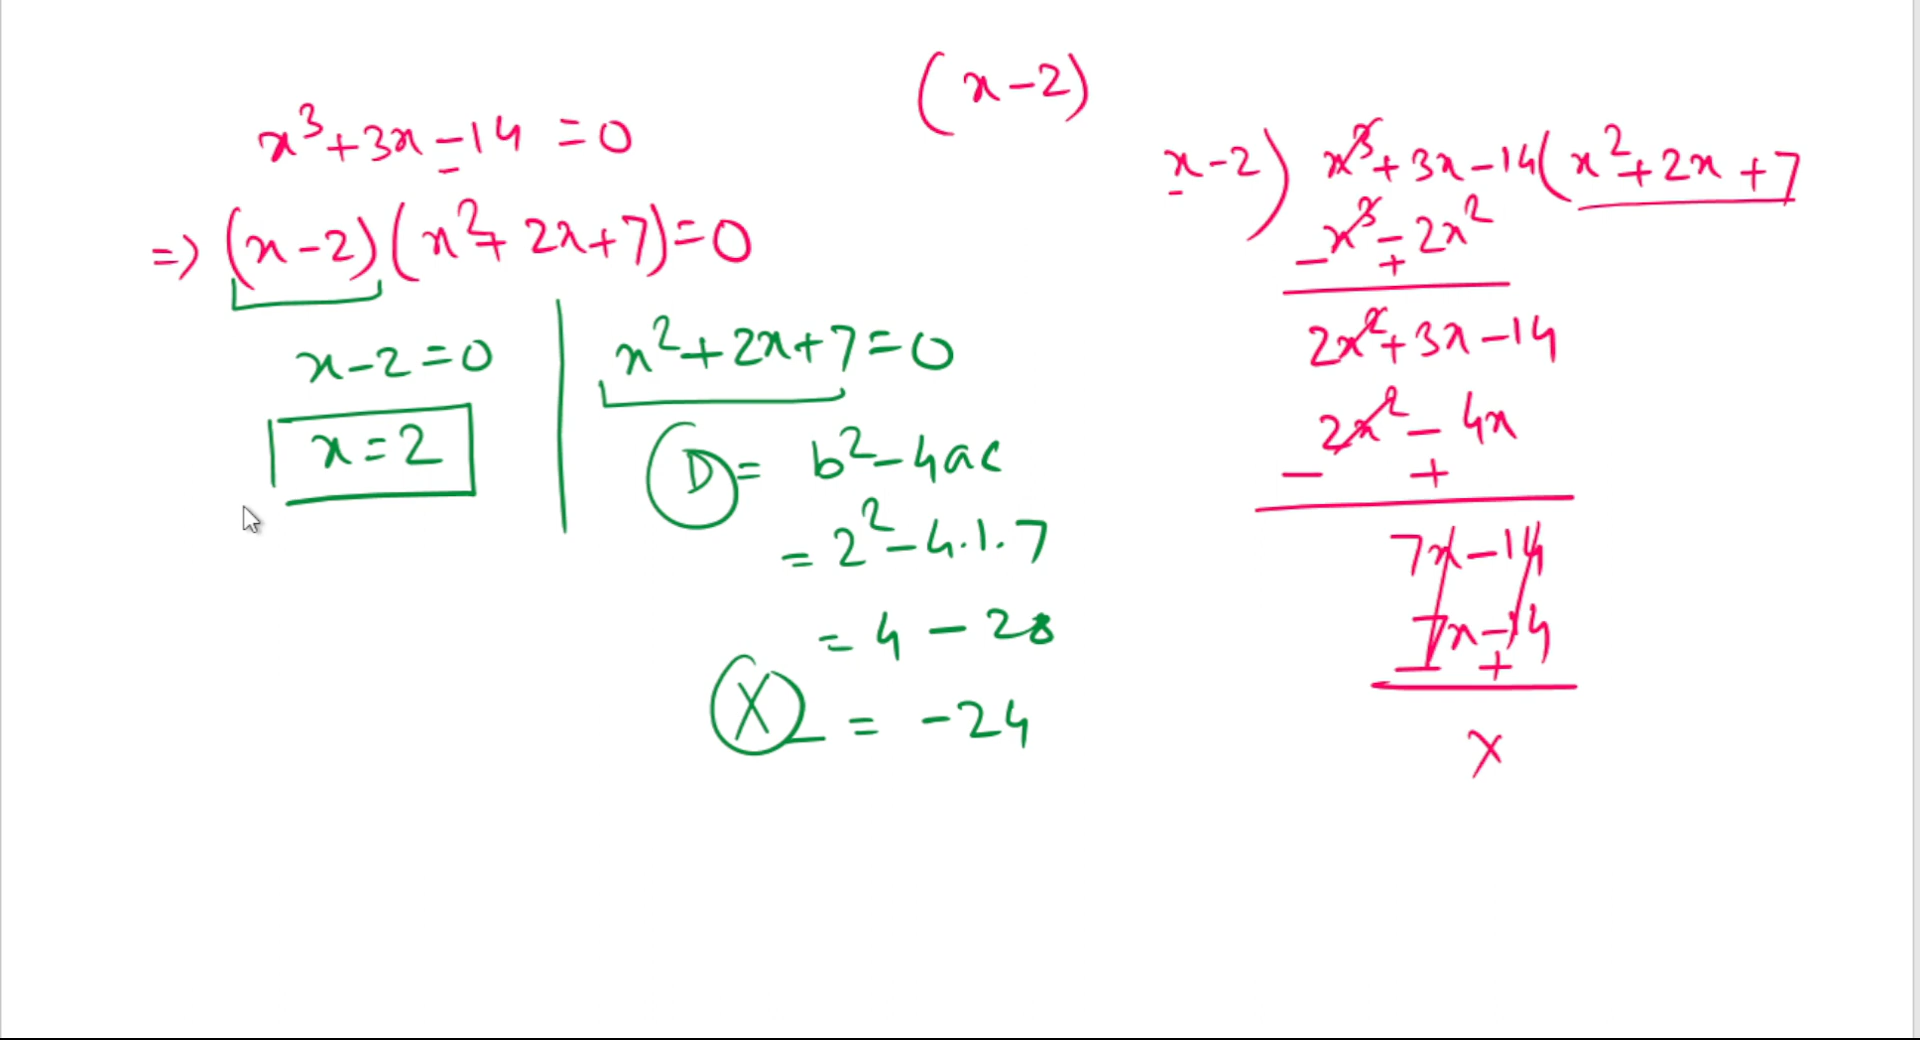 x³+3x-14 = 0
=> (x-2)(x²+2x+7)=0
x-2=0
x=2
x²+2x+7=0
D = b²-4ac
= 2²-4.1.7
= 4-28
= -24
X
(x-2)
x-2) x³+3x-14 (x²+2x+7
x³-2x²
- +
2x²+3x-14
2x²-4x
- +
7x-14
7x-14
- +
x